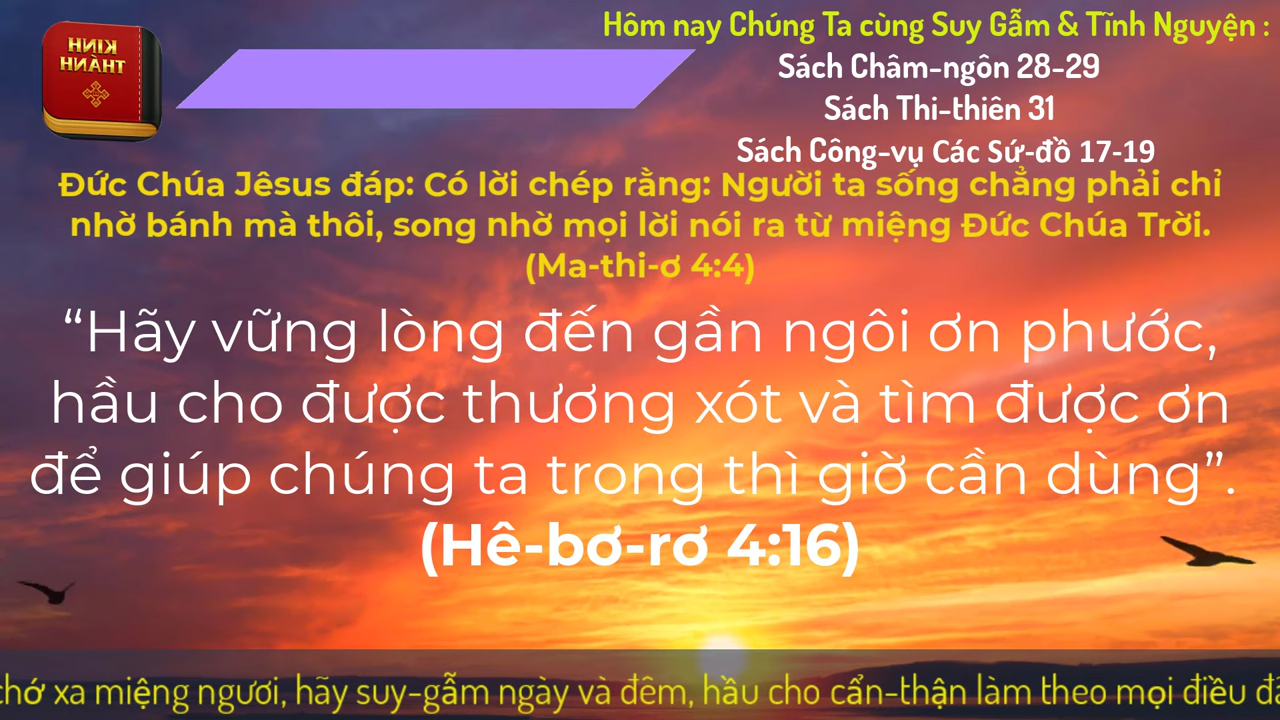 KINH
THÁNH
Hôm nay Chúng Ta cùng Suy Gẫm & Tĩnh Nguyện :
Sách Châm-ngôn 28-29
Sách Thi-thiên 31
Sách Công-vụ Các Sứ-đồ 17-19
Đức Chúa Jêsus đáp: Có lời chép rằng: Người ta sống chẳng phải chỉ
nhờ bánh mà thôi, song nhờ mọi lời nói ra từ miệng Đức Chúa Trời.
(Ma-thi-ơ 4:4)
“Hãy vững lòng đến gần ngôi ơn phước,
hầu cho được thương xót và tìm được ơn
để giúp chúng ta trong thì giờ cần dùng”.
(Hê-bơ-rơ 4:16)
chớ xa miệng ngươi, hãy suy-gẫm ngày và đêm, hầu cho cẩn-thận làm theo mọi điều